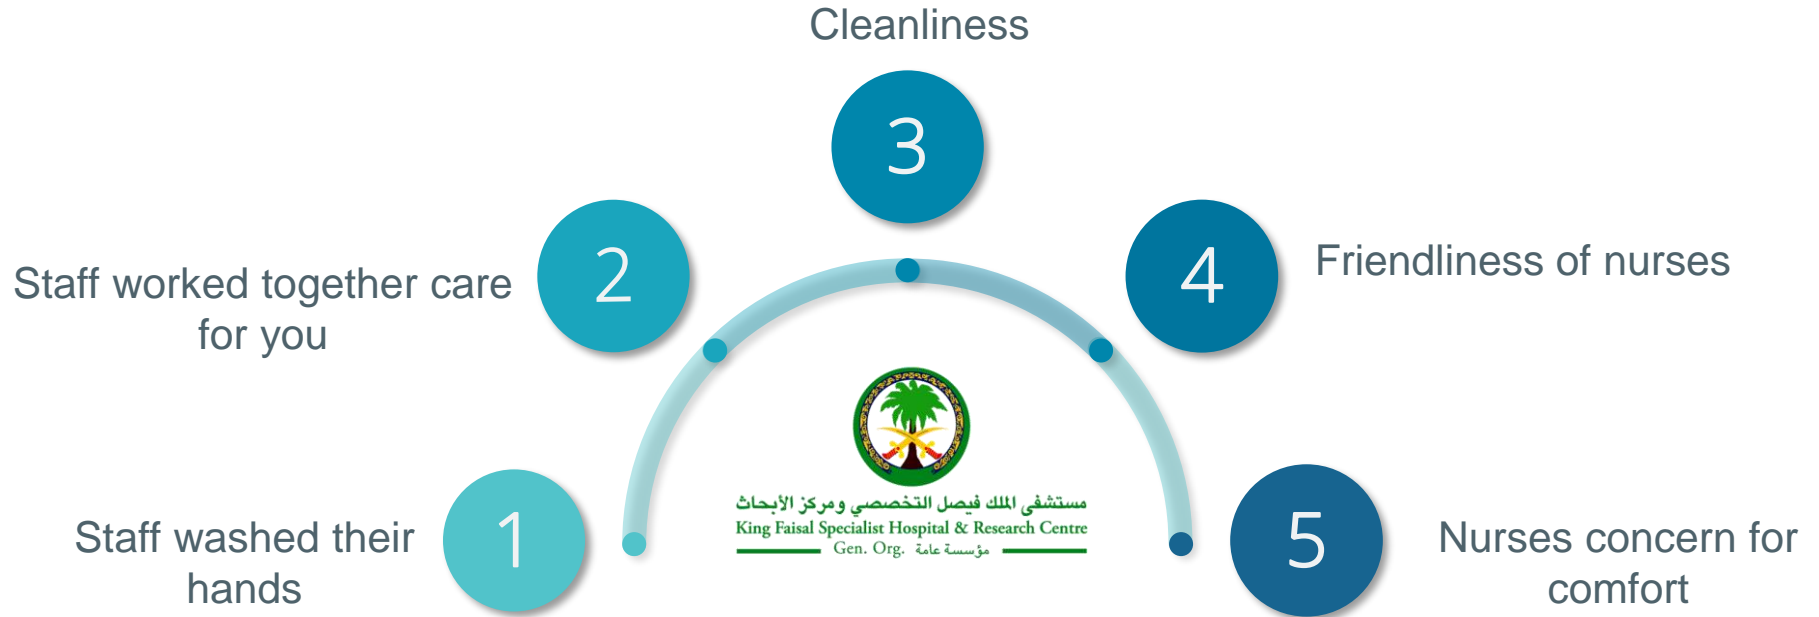 Cleanliness
3
2
4
Staff worked together care
for you
Friendliness of nurses
مستشفى الملك فيصل التخصصي ومركز الأبحاث
King Faisal Specialist Hospital & Research Centre
Gen. Org. مؤسسة عامة
1
Staff washed their
hands
5
Nurses concern for
comfort